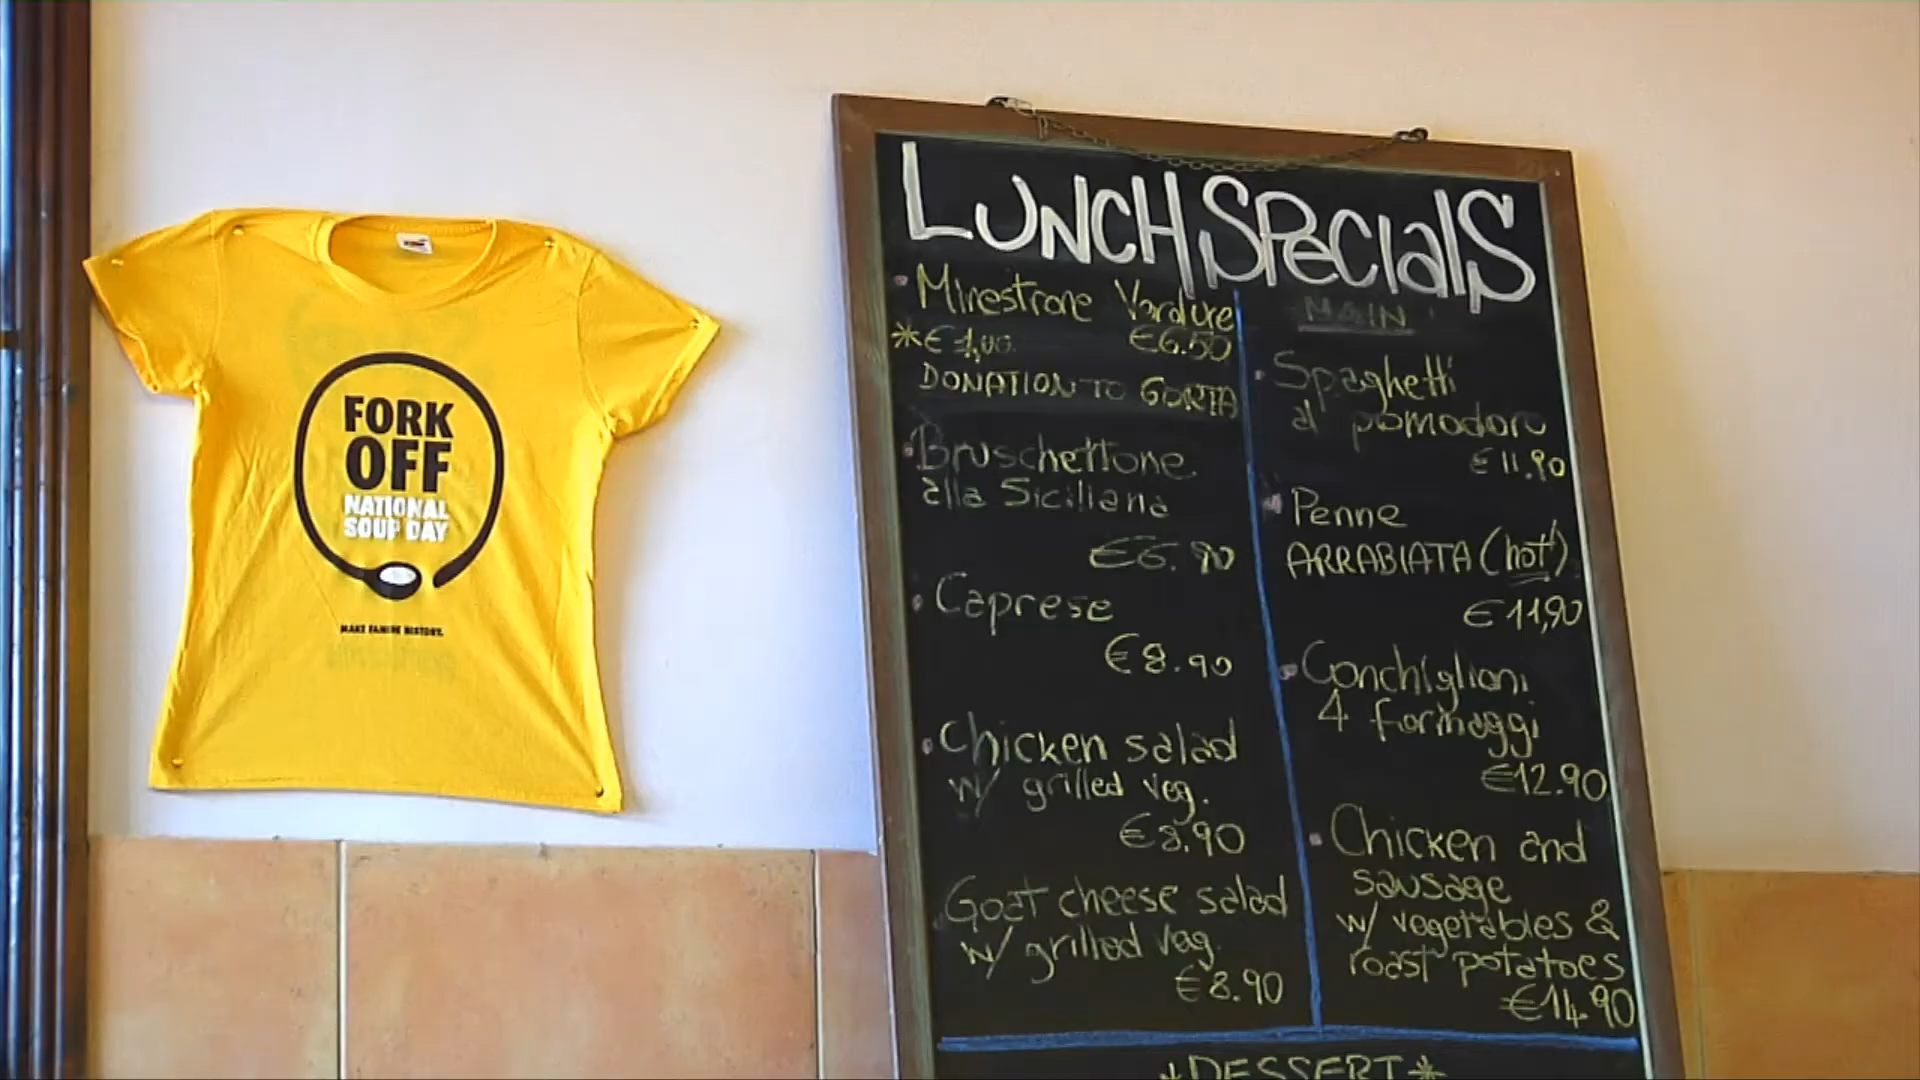 FORK
OFF
NATIONAL
SOUP DAY
MAKE FAMINE HISTORY.
LUNCH SPECIALS
• Minestrone Verdure
€6.50
*€ 1,00
DONATION TO GORTA
• Bruschettone
alla Siciliana
€6.90
• Caprese
€8.90
• Chicken salad
w/ grilled veg.
€8.90
Goat cheese salad
w/ grilled veg.
€8.90
MAIN
• Spaghetti
al pomodoro
€11.90
• Penne
ARRABIATA (hot!)
€11,90
• Conchiglioni
4 formaggi
€12.90
• Chicken and
sausage
w/ vegetables &
roast potatoes
€14.90
*DESSERT*